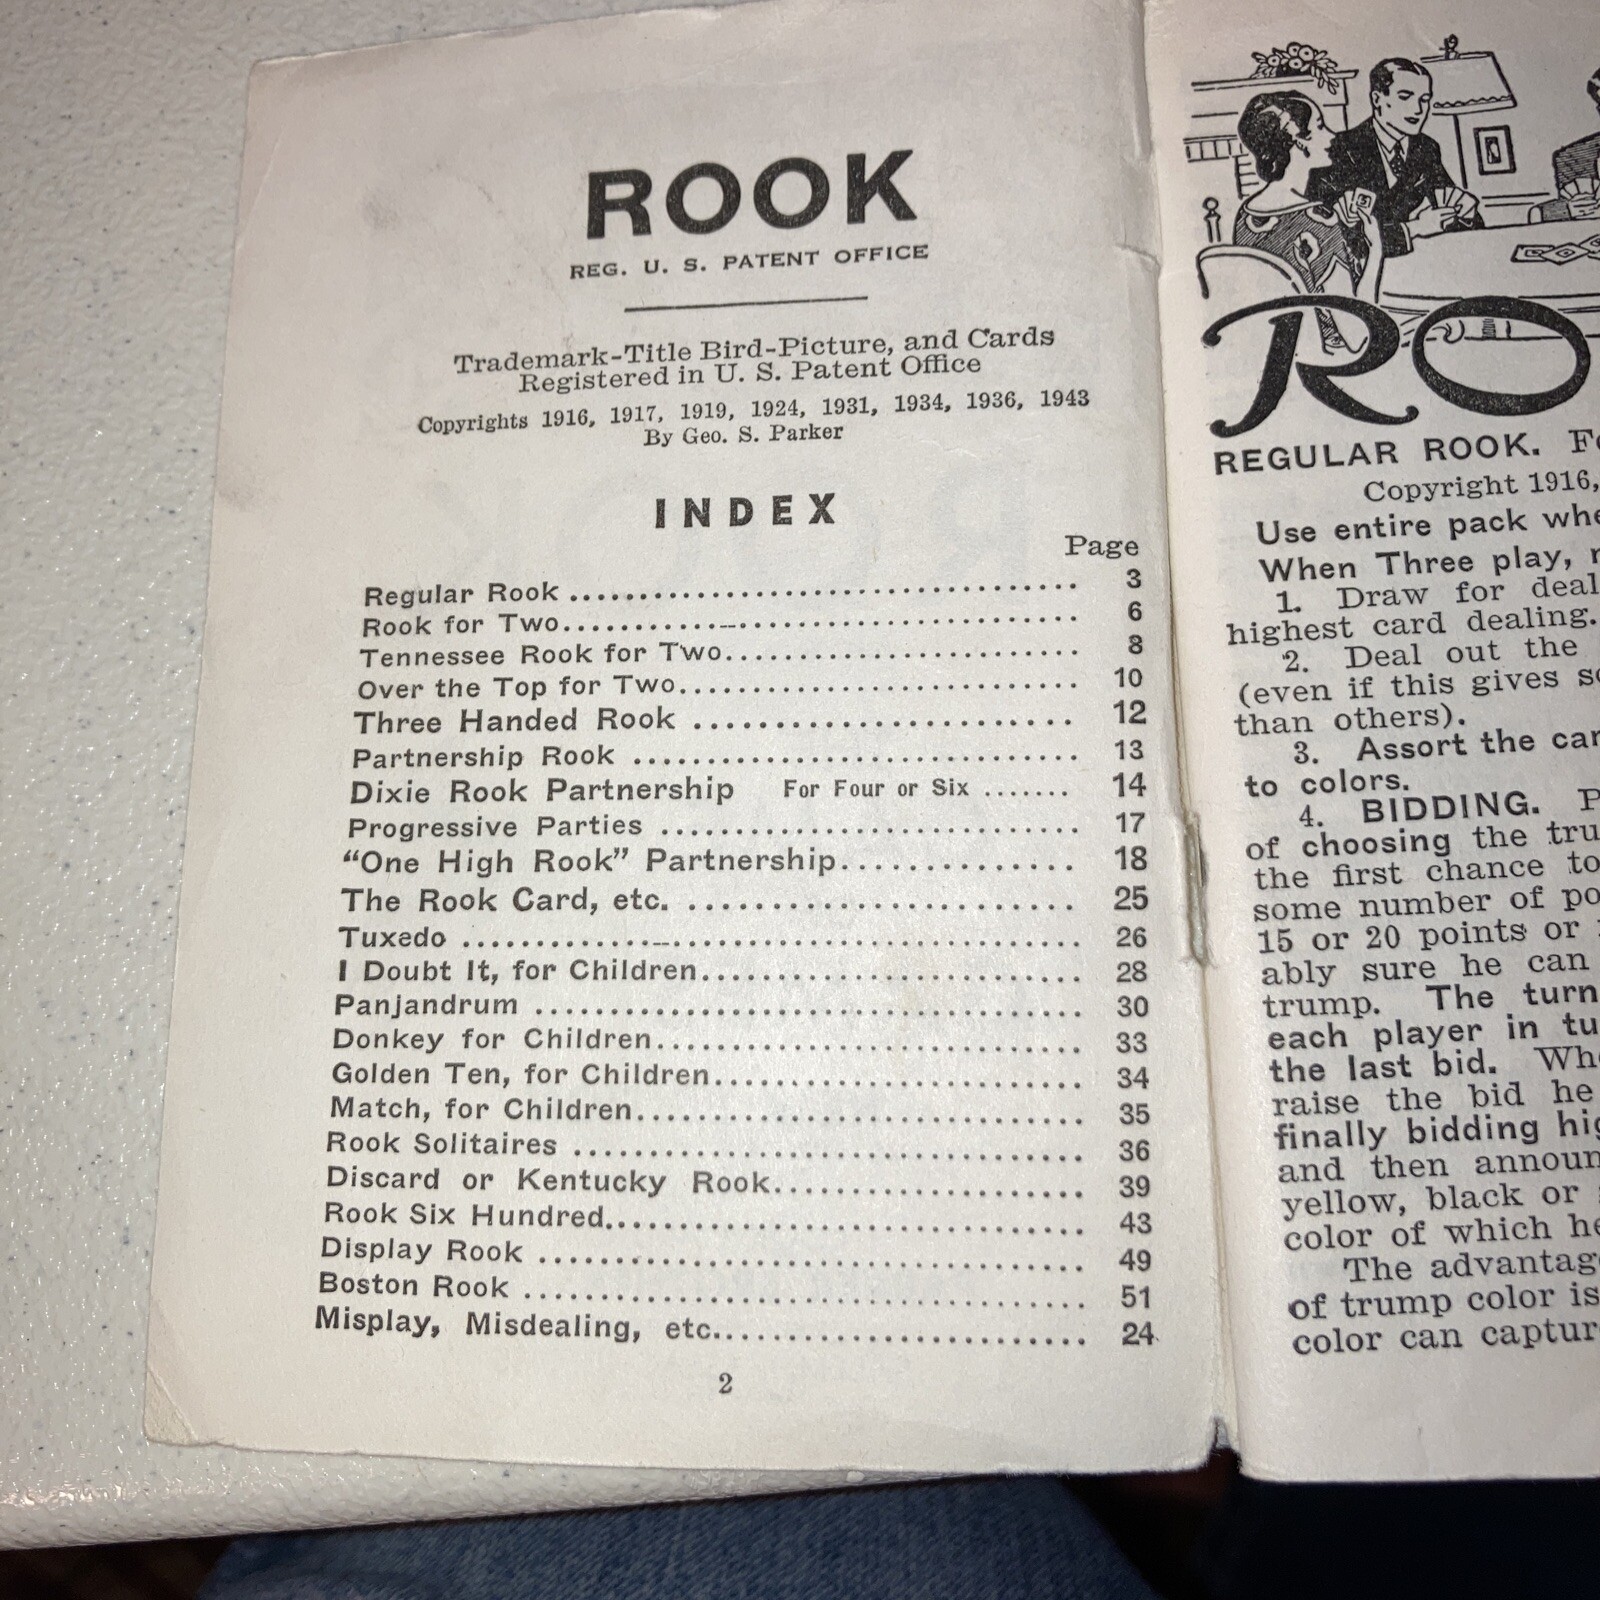 ROOK
REG. U. S. PATENT OFFICE
Trademark-Title Bird-Picture, and Cards
Registered in U. S. Patent Office
Copyrights 1916, 1917, 1919, 1924, 1931, 1934, 1936, 1943
By Geo. S. Parker
INDEX
Page
Regular Rook .................................... 3
Rook for Two.................................... 6
Tennessee Rook for Two.......................... 8
Over the Top for Two............................. 10
Three Handed Rook ............................ 12
Partnership Rook ................................ 13
Dixie Rook Partnership For Four or Six ....... 14
Progressive Parties .............................. 17
“One High Rook” Partnership............... 18
The Rook Card, etc. ......................... 25
Tuxedo ........................................... 26
I Doubt It, for Children........................... 28
Panjandrum ...................................... 30
Donkey for Children.............................. 33
Golden Ten, for Children.......................... 34
Match, for Children................................ 35
Rook Solitaires ................................... 36
Discard or Kentucky Rook....................... 39
Rook Six Hundred................................. 43
Display Rook ..................................... 49
Boston Rook ...................................... 51
Misplay, Misdealing, etc.......................... 24
2
RO
REGULAR ROOK.
Copyright 1916,
Use entire pack
When Three play,
1. Draw for deal
highest card dealing.
2. Deal out the
(even if this gives
than others).
3. Assort the
to colors.
4. BIDDING.
of choosing the
the first chance to
some number of
15 or 20 points or
ably sure he can
trump. The turn
each player in
the last bid.
raise the bid he
finally bidding
and then
yellow, black or
color of which
The
of trump color is
color can